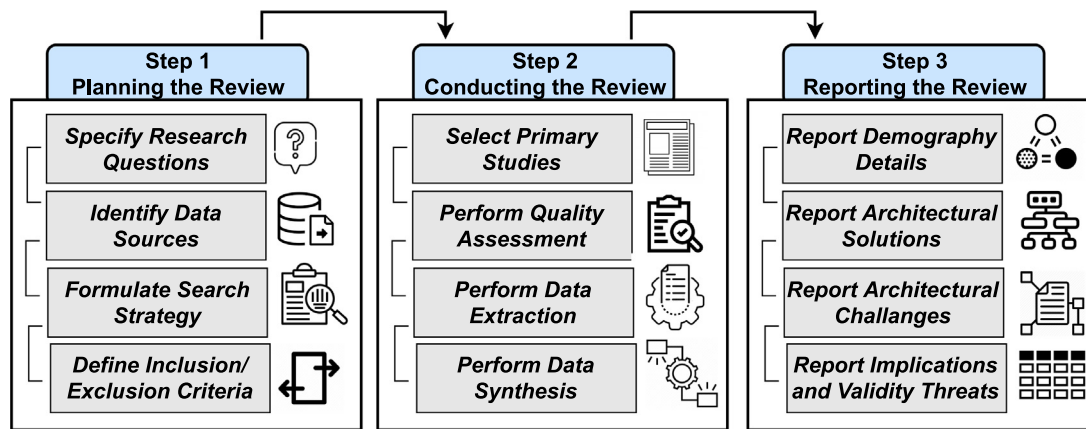 Step 1
Planning the Review
Specify Research
Questions
?
Identify Data
Sources
Formulate Search
Strategy
Define Inclusion/
Exclusion Criteria
Step 2
Conducting the Review
Select Primary
Studies
Perform Quality
Assessment
Perform Data
Extraction
Perform Data
Synthesis
Step 3
Reporting the Review
Report Demography
Details
=
Report Architectural
Solutions
Report Architectural
Challanges
Report Implications
and Validity Threats